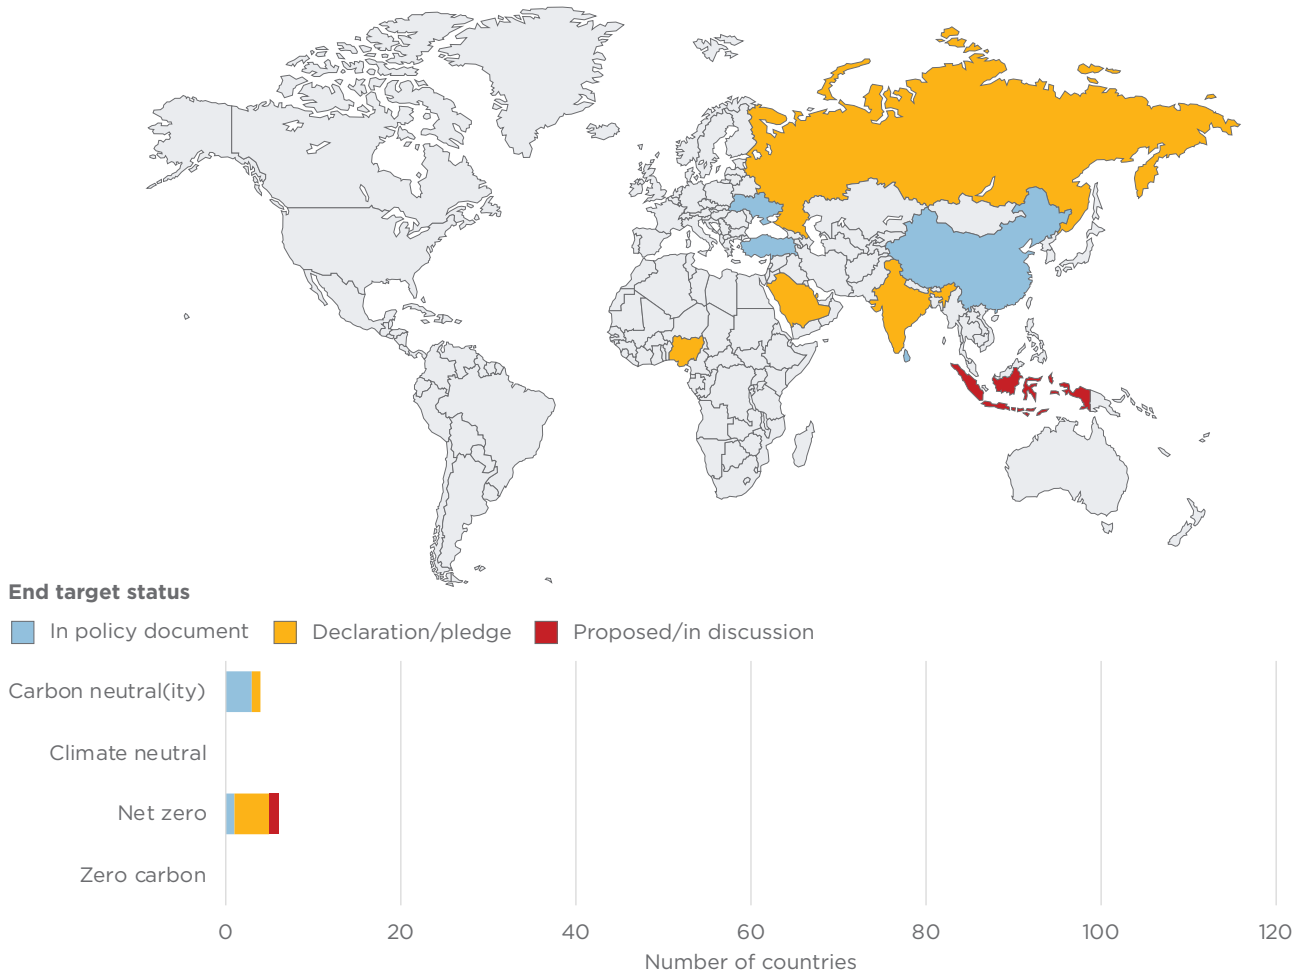 End target status
In policy document
Declaration/pledge
Proposed/in discussion
Carbon neutral(ity)
Climate neutral
Net zero
Zero carbon
0 20 40 60 80 100 120
Number of countries